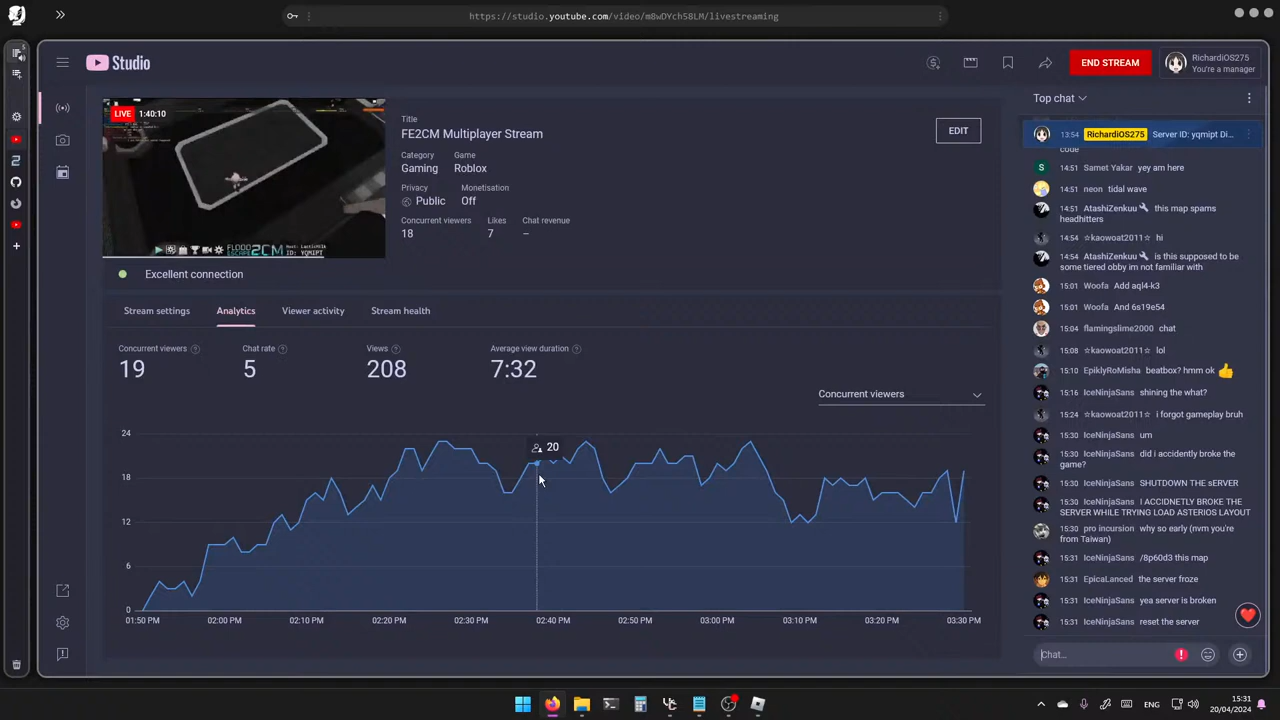 https://studio.youtube.com/video/m8wDYch58LM/livestreaming
Studio
END STREAM
RichardiOS275
You're a manager
LIVE 1:40:10
Title
FE2CM Multiplayer Stream
EDIT
Category Game
Gaming Roblox
Privacy Monetisation
Public Off
Concurrent viewers Likes Chat revenue
18 7 –
Excellent connection
Stream settings Analytics Viewer activity Stream health
Concurrent viewers Chat rate Views Average view duration
19 5 208 7:32
Concurrent viewers
24
18
12
6
0
20
01:50 PM 02:00 PM 02:10 PM 02:20 PM 02:30 PM 02:40 PM 02:50 PM 03:00 PM 03:10 PM 03:20 PM 03:30 PM
Top chat
13:54 RichardiOS275 Server ID: yqmipt Di...
code
S 14:51 Samet Yakar yey am here
14:51 neon tidal wave
14:51 AtashiZenkuu this map spams
headhitters
14:54 ☆kaowoat2011☆ hi
14:54 AtashiZenkuu is this supposed to be
some tiered obby im not familiar with
15:01 Woofa Add aql4-k3
15:01 Woofa And 6s19e54
15:04 flamingslime2000 chat
15:08 ☆kaowoat2011☆ lol
15:10 EpiklyRoMisha beatbox? hmm ok 👍
15:16 IceNinjaSans shining the what?
15:24 ☆kaowoat2011☆ i forgot gameplay bruh
15:30 IceNinjaSans um
15:30 IceNinjaSans did i accidently broke the
game?
15:30 IceNinjaSans SHUTDOWN THE sERVER
15:30 IceNinjaSans I ACCIDNETLY BROKE THE
SERVER WHILE TRYING LOAD ASTERIOS LAYOUT
15:30 pro incursion why so early (nvm you're
from Taiwan)
15:31 IceNinjaSans /8p60d3 this map
15:31 EpicaLanced the server froze
15:31 IceNinjaSans yea server is broken
15:31 IceNinjaSans reset the server
Chat...
ENG
15:31
20/04/2024